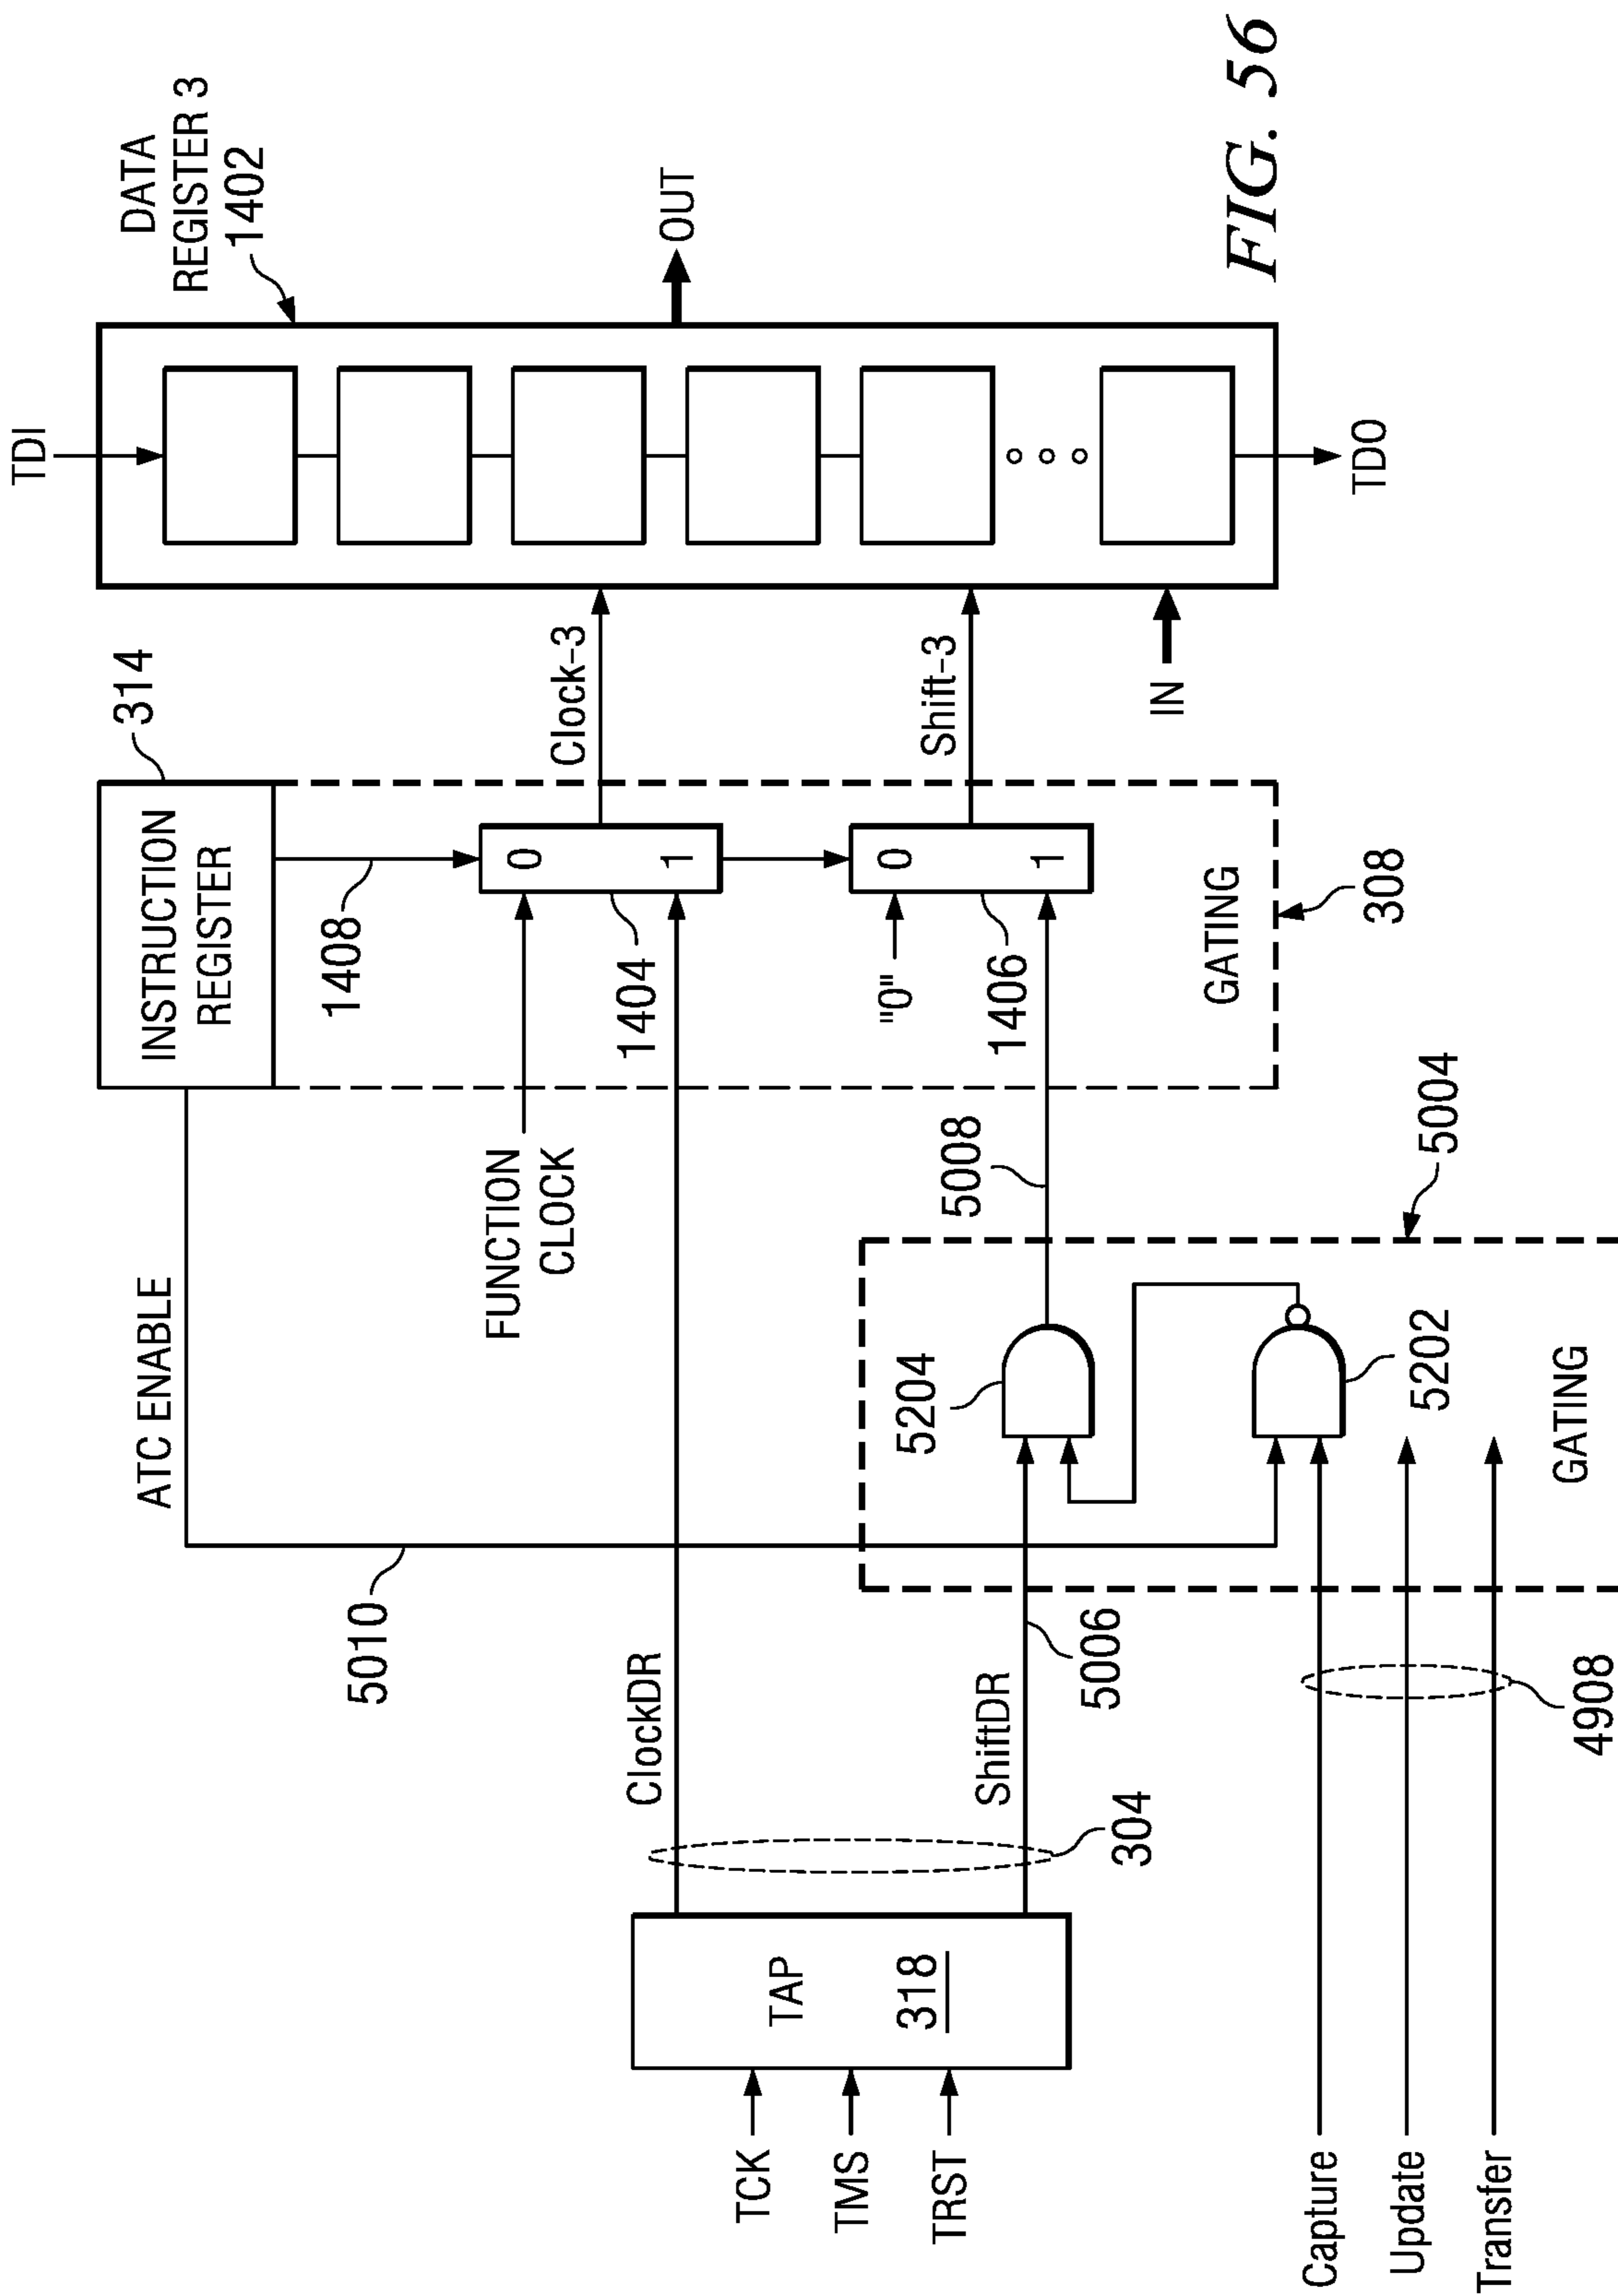 TDI
DATA
REGISTER 3
1402
OUT
TDO
FIG. 56
INSTRUCTION
REGISTER
314
1408
0
1
1404
Clock-3
"0"
0
1
1406
Shift-3
IN
GATING
308
ATC ENABLE
5010
FUNCTION
CLOCK
ClockDR
ShiftDR
5006
304
5204
5008
5202
GATING
5004
TAP
318
TCK
TMS
TRST
Capture
Update
Transfer
4908